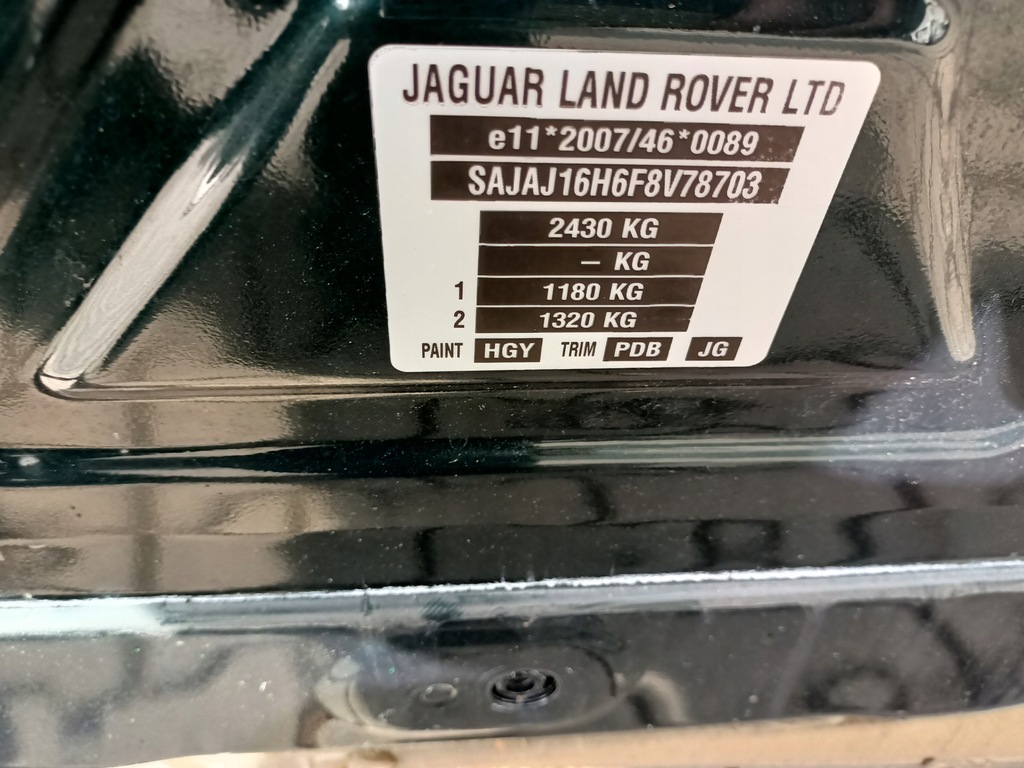 JAGUAR LAND ROVER LTD
e11*2007/46*0089
SAJAJ16H6F8V78703
2430 KG
– KG
1 1180 KG
2 1320 KG
PAINT HGY TRIM PDB JG